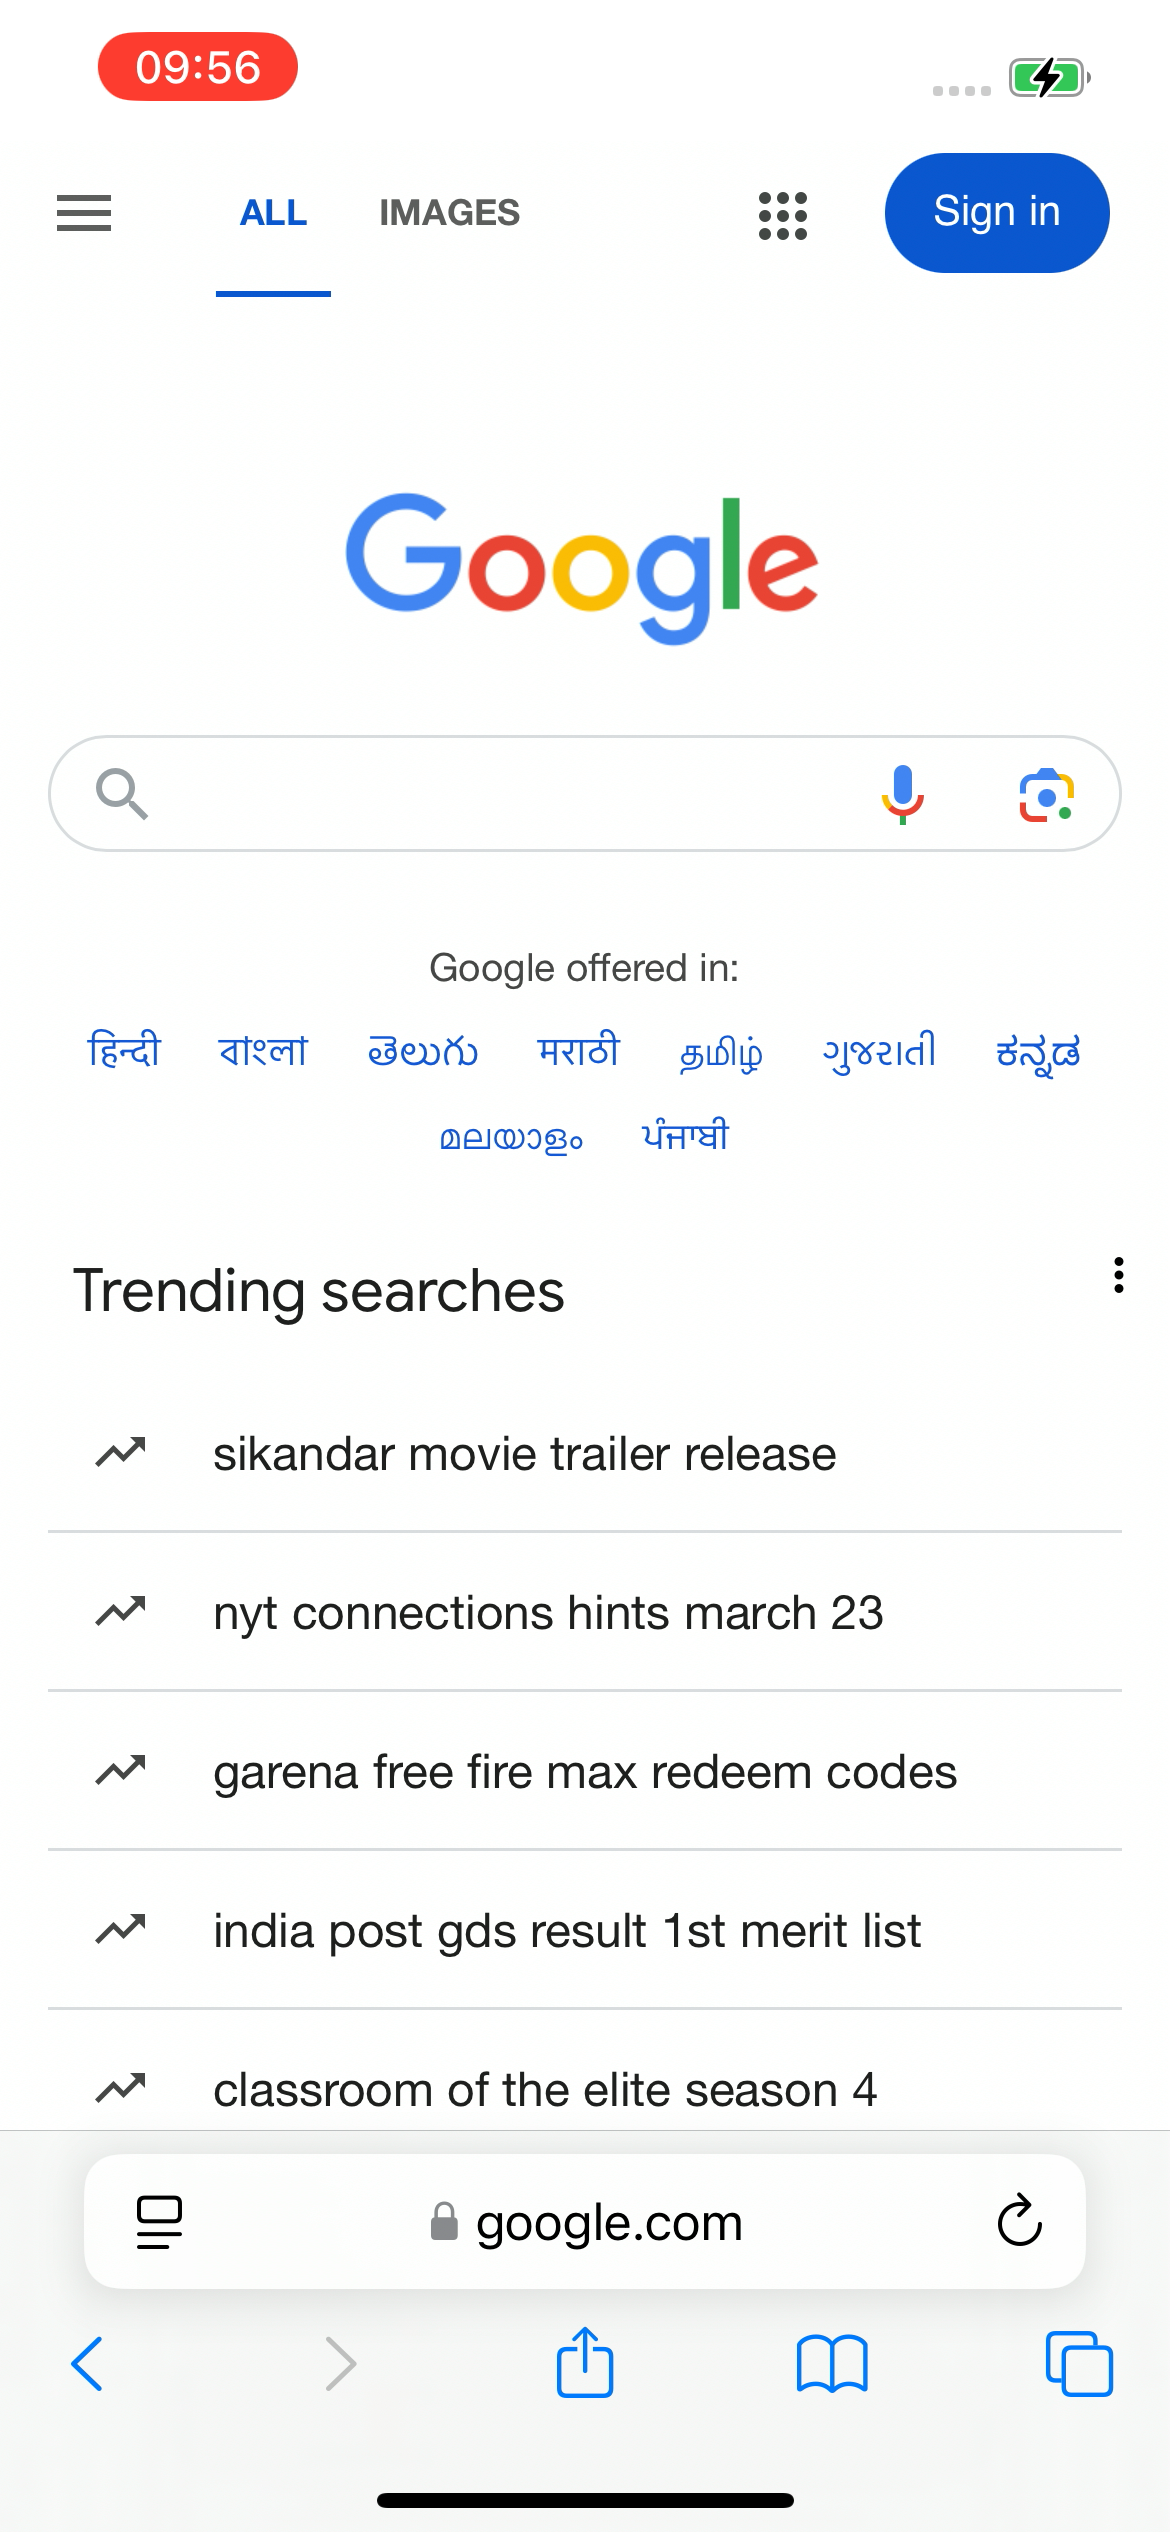 09:56
ALL IMAGES Sign in
Google
Google offered in:
हिन्दी বাংলা తెలుగు मराठी தமிழ் ગુજરાતી ಕನ್ನಡ
മലയാളം ਪੰਜਾਬੀ
Trending searches
sikandar movie trailer release
nyt connections hints march 23
garena free fire max redeem codes
india post gds result 1st merit list
classroom of the elite season 4
google.com